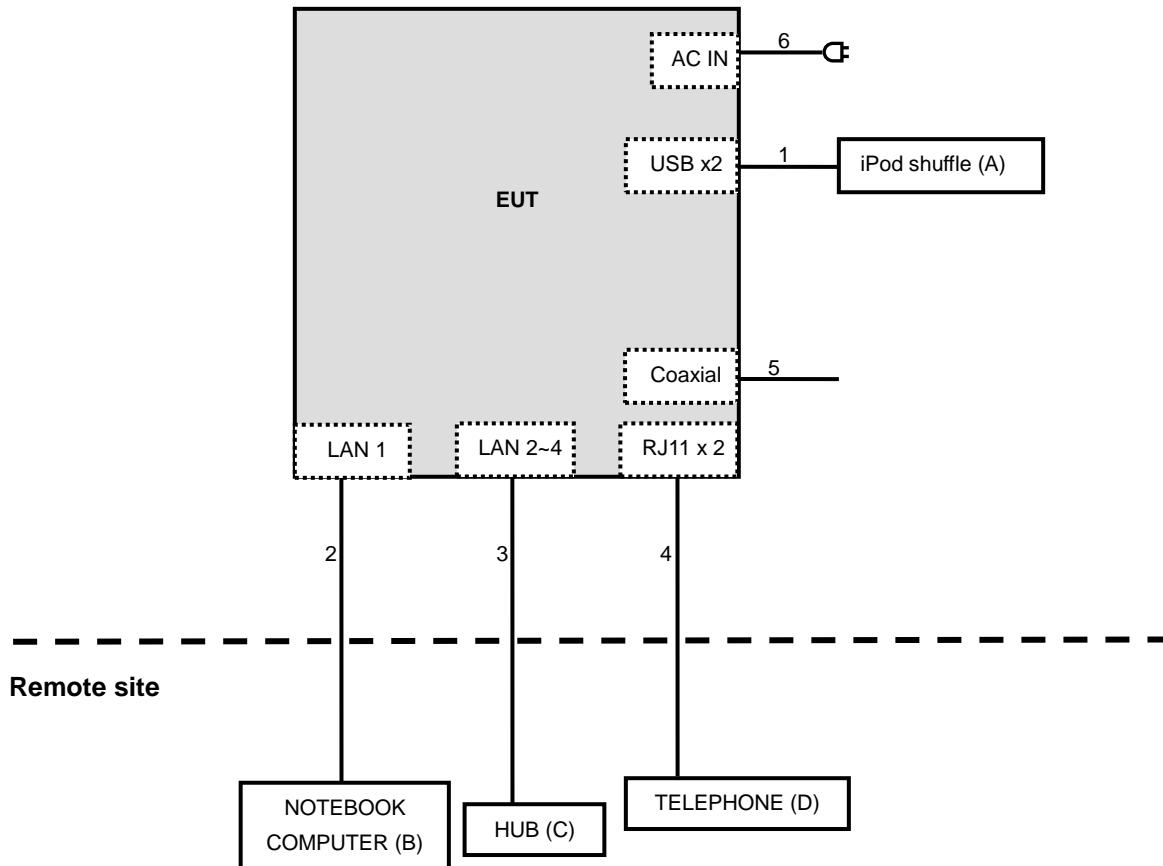 AC IN
6
USB x2
1
iPod shuffle (A)
EUT
Coaxial
5
LAN 1
LAN 2~4
RJ11 x 2
2
3
4
Remote site
NOTEBOOK
COMPUTER (B)
HUB (C)
TELEPHONE (D)